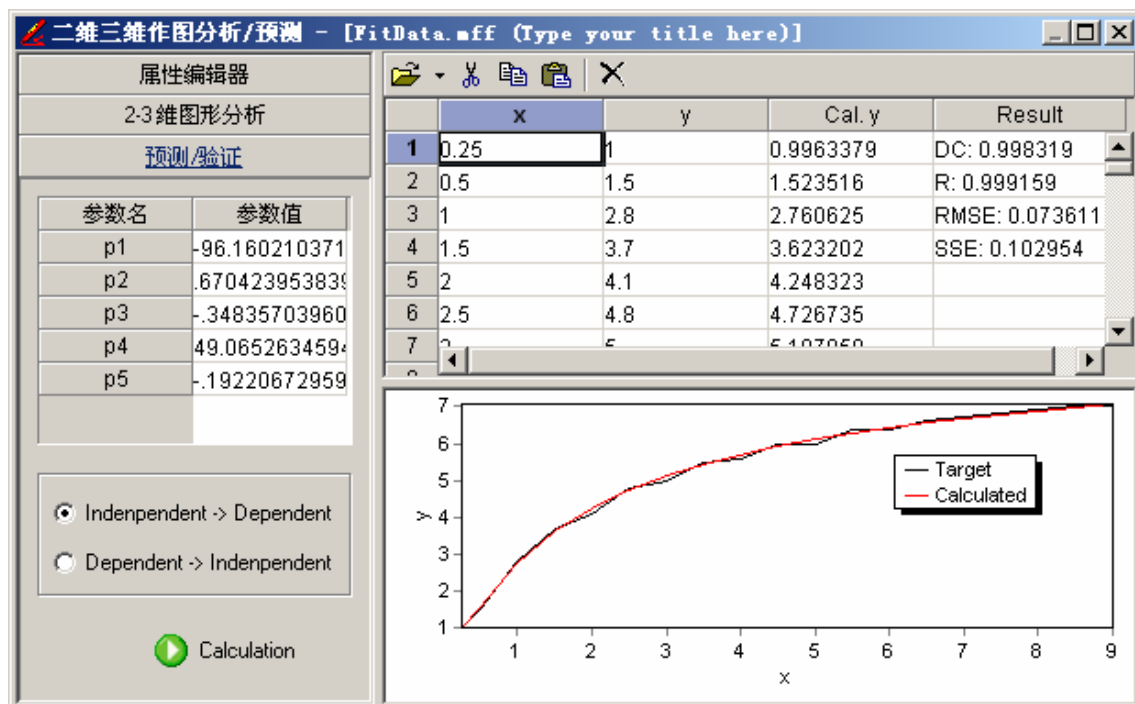 二维三维作图分析/预测 - [FitData.mff (Type your title here)]
属性编辑器
2-3维图形分析
预测/验证
参数名 参数值
p1 -96.160210371
p2 .670423953839
p3 -.34835703960
p4 49.0652634594
p5 -.19220672959
Indenpendent -> Dependent
Dependent -> Indenpendent
Calculation
x y Cal. y Result
1 0.25 1 0.9963379 DC: 0.998319
2 0.5 1.5 1.523516 R: 0.999159
3 1 2.8 2.760625 RMSE: 0.073611
4 1.5 3.7 3.623202 SSE: 0.102954
5 2 4.1 4.248323
6 2.5 4.8 4.726735
7
7
6
5
4
3
2
1
y
1 2 3 4 5 6 7 8 9
x
Target
Calculated